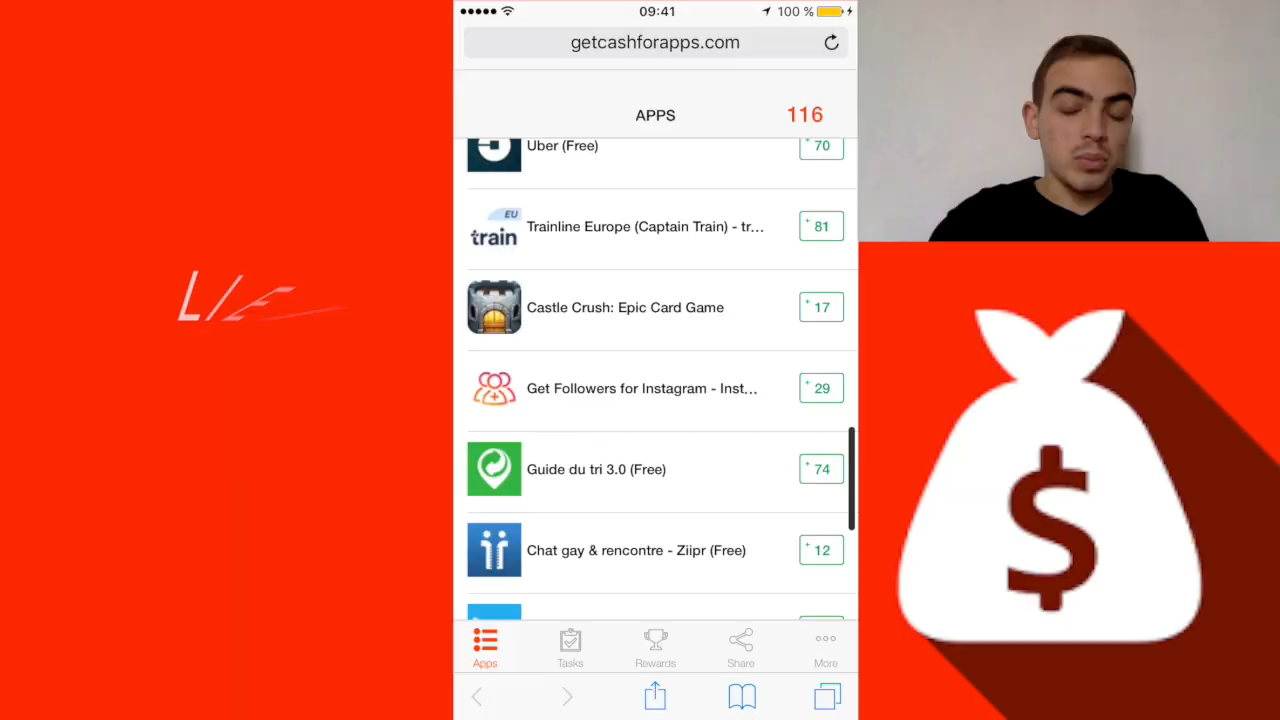 09:41
100 %
getcashforapps.com
APPS
116
Uber (Free)
+ 70
EU
train
Trainline Europe (Captain Train) - tr...
+ 81
Castle Crush: Epic Card Game
+ 17
Get Followers for Instagram - Inst...
+ 29
Guide du tri 3.0 (Free)
+ 74
Chat gay & rencontre - Ziipr (Free)
+ 12
Apps
Tasks
Rewards
Share
More
$